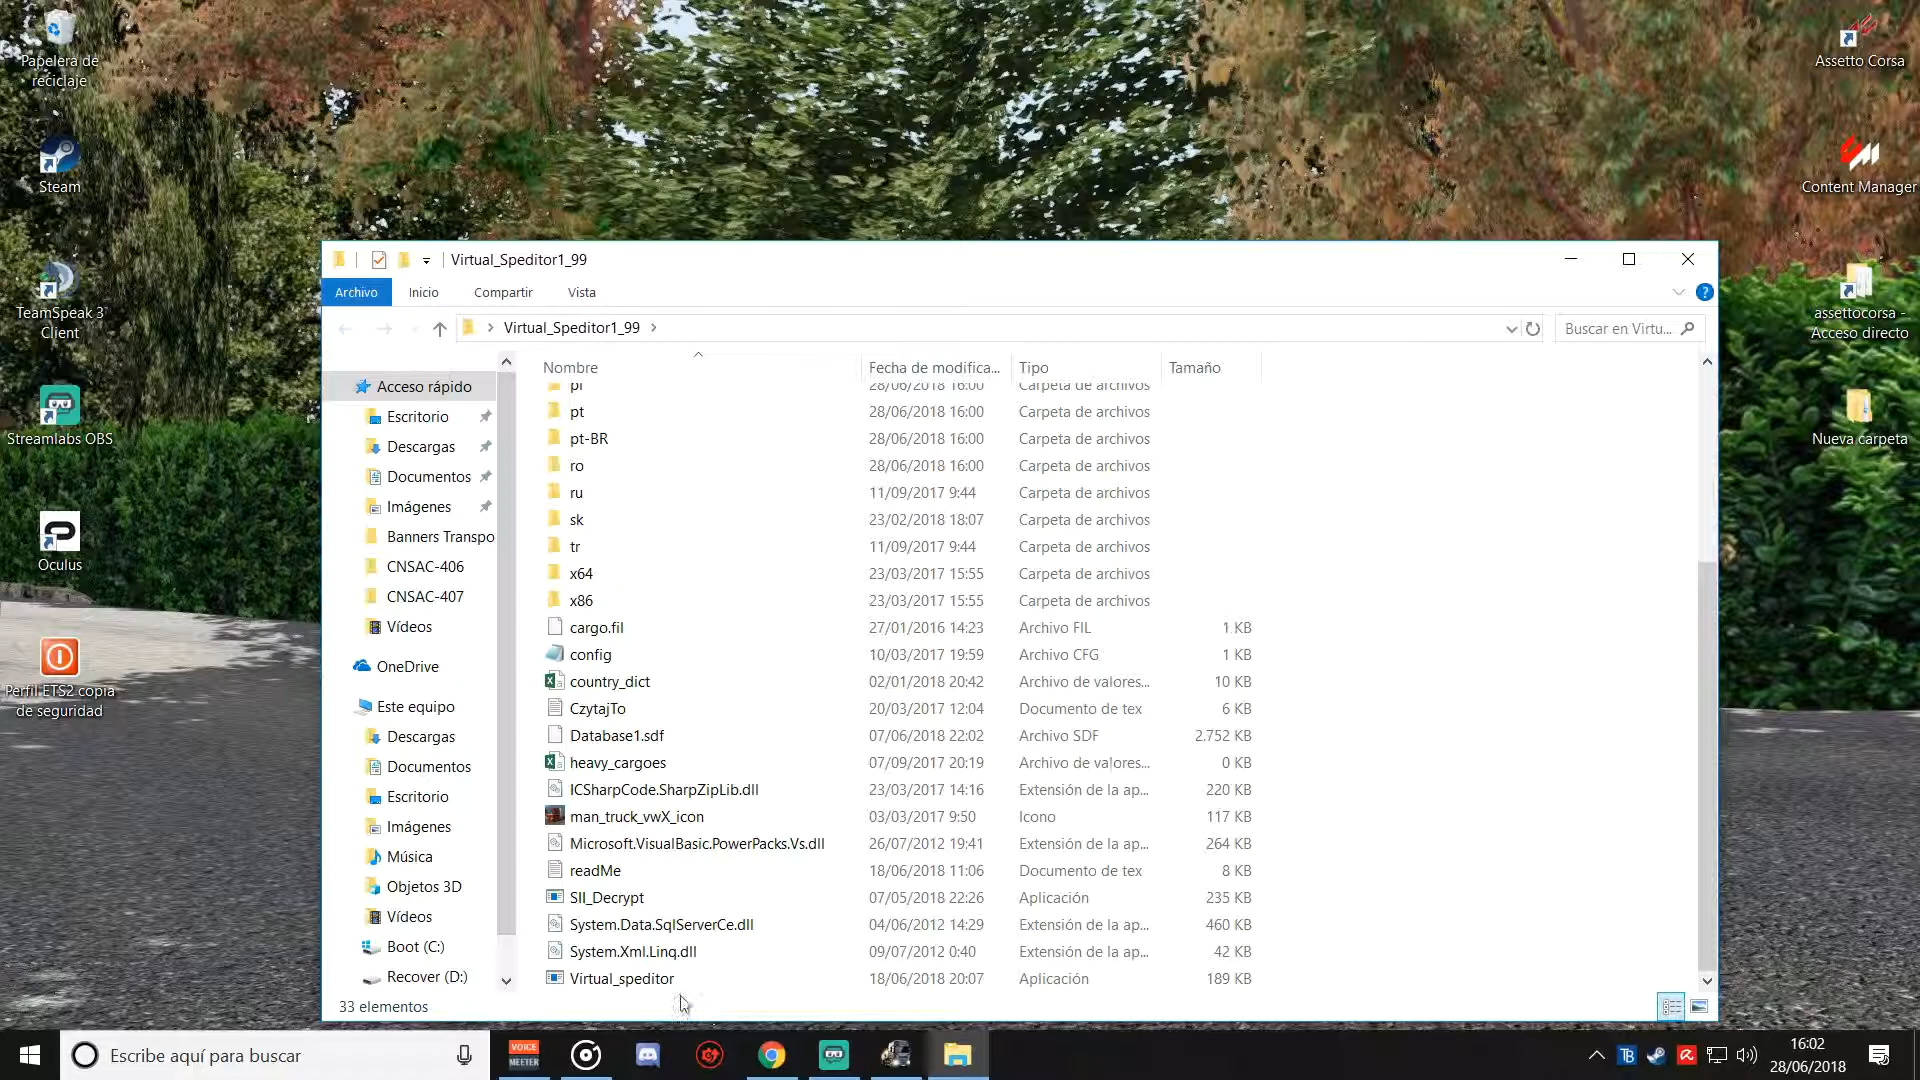 Papelera de
reciclaje
Steam
TeamSpeak 3
Client
Streamlabs OBS
Oculus
Perfil ETS2 copia
de seguridad
Assetto Corsa
Content Manager
assettocorsa -
Acceso directo
Nueva carpeta
Virtual_Speditor1_99
Archivo
Inicio
Compartir
Vista
Virtual_Speditor1_99
Buscar en Virtu...
Acceso rápido
Escritorio
Descargas
Documentos
Imágenes
Banners Transpo
CNSAC-406
CNSAC-407
Vídeos
OneDrive
Este equipo
Descargas
Documentos
Escritorio
Imágenes
Música
Objetos 3D
Vídeos
Boot (C:)
Recover (D:)
Nombre Fecha de modifica... Tipo Tamaño
pl 28/06/2018 16:00 Carpeta de archivos
pt 28/06/2018 16:00 Carpeta de archivos
pt-BR 28/06/2018 16:00 Carpeta de archivos
ro 28/06/2018 16:00 Carpeta de archivos
ru 11/09/2017 9:44 Carpeta de archivos
sk 23/02/2018 18:07 Carpeta de archivos
tr 11/09/2017 9:44 Carpeta de archivos
x64 23/03/2017 15:55 Carpeta de archivos
x86 23/03/2017 15:55 Carpeta de archivos
cargo.fil 27/01/2016 14:23 Archivo FIL 1 KB
config 10/03/2017 19:59 Archivo CFG 1 KB
country_dict 02/01/2018 20:42 Archivo de valores... 10 KB
CzytajTo 20/03/2017 12:04 Documento de tex 6 KB
Database1.sdf 07/06/2018 22:02 Archivo SDF 2.752 KB
heavy_cargoes 07/09/2017 20:19 Archivo de valores... 0 KB
ICSharpCode.SharpZipLib.dll 23/03/2017 14:16 Extensión de la ap... 220 KB
man_truck_vwX_icon 03/03/2017 9:50 Icono 117 KB
Microsoft.VisualBasic.PowerPacks.Vs.dll 26/07/2012 19:41 Extensión de la ap... 264 KB
readMe 18/06/2018 11:06 Documento de tex 8 KB
SII_Decrypt 07/05/2018 22:26 Aplicación 235 KB
System.Data.SqlServerCe.dll 04/06/2012 14:29 Extensión de la ap... 460 KB
System.Xml.Linq.dll 09/07/2012 0:40 Extensión de la ap... 42 KB
Virtual_speditor 18/06/2018 20:07 Aplicación 189 KB
33 elementos
Escribe aquí para buscar
VOICE
MEETER
TB
16:02
28/06/2018